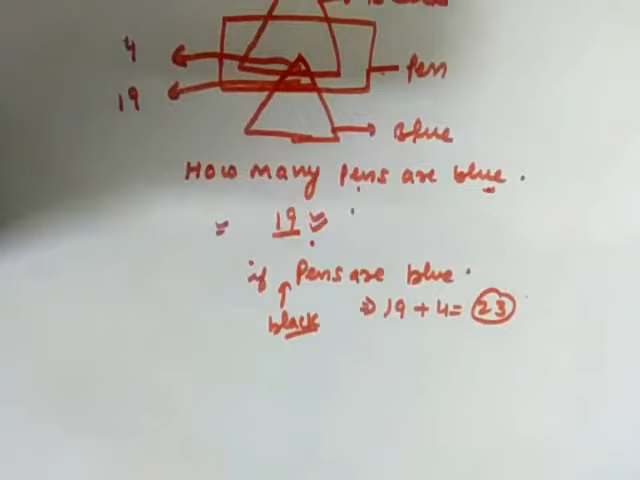 4
Pen
19
Blue
How many pens are blue.
= 19
if Pens are blue.
black
⇒ 19 + 4 = 23